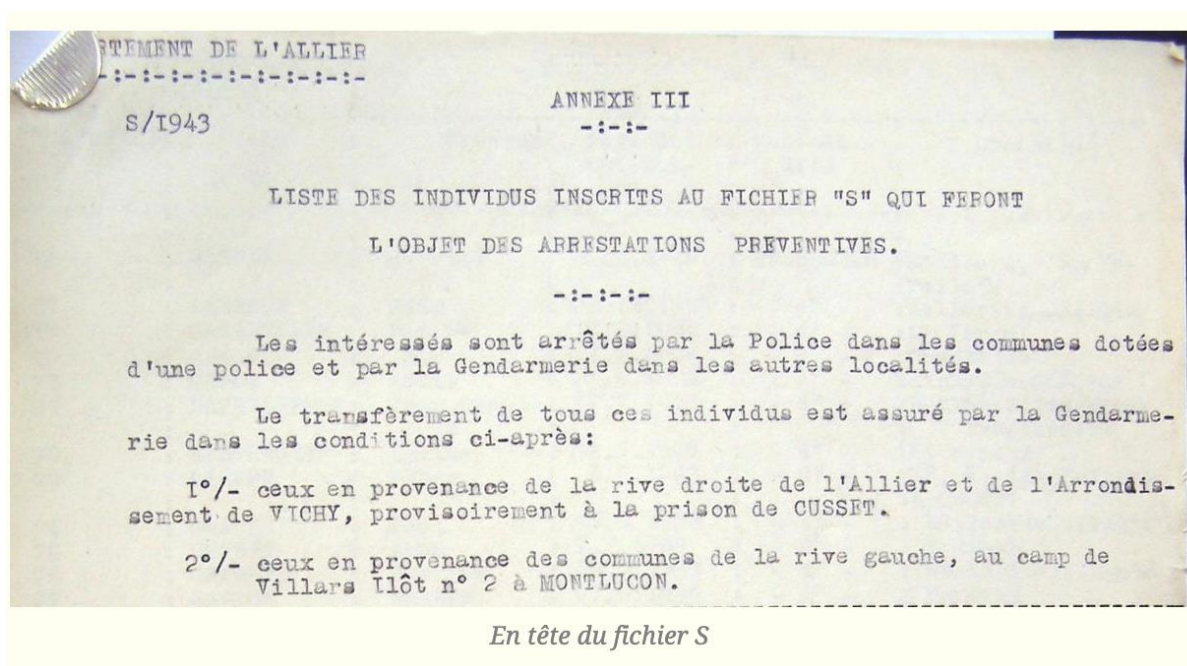 RTEMENT DE L'ALLIER
-:-:-:-:-:-:-:-:-:-:-
ANNEXE III
S/I943
-:-:-
LISTE DES INDIVIDUS INSCRITS AU FICHIER "S" QUI FERONT
L'OBJET DES ARRESTATIONS PREVENTIVES.
-:-:-:-
Les intéressés sont arrêtés par la Police dans les communes dotées
d'une police et par la Gendarmerie dans les autres localités.
Le transfèrement de tous ces individus est assuré par la Gendarme-
rie dans les conditions ci-après:
I°/- ceux en provenance de la rive droite de l'Allier et de l'Arrondis-
sement de VICHY, provisoirement à la prison de CUSSET.
2°/- ceux en provenance des communes de la rive gauche, au camp de
Villars Ilôt n° 2 à MONTLUCON.
En tête du fichier S